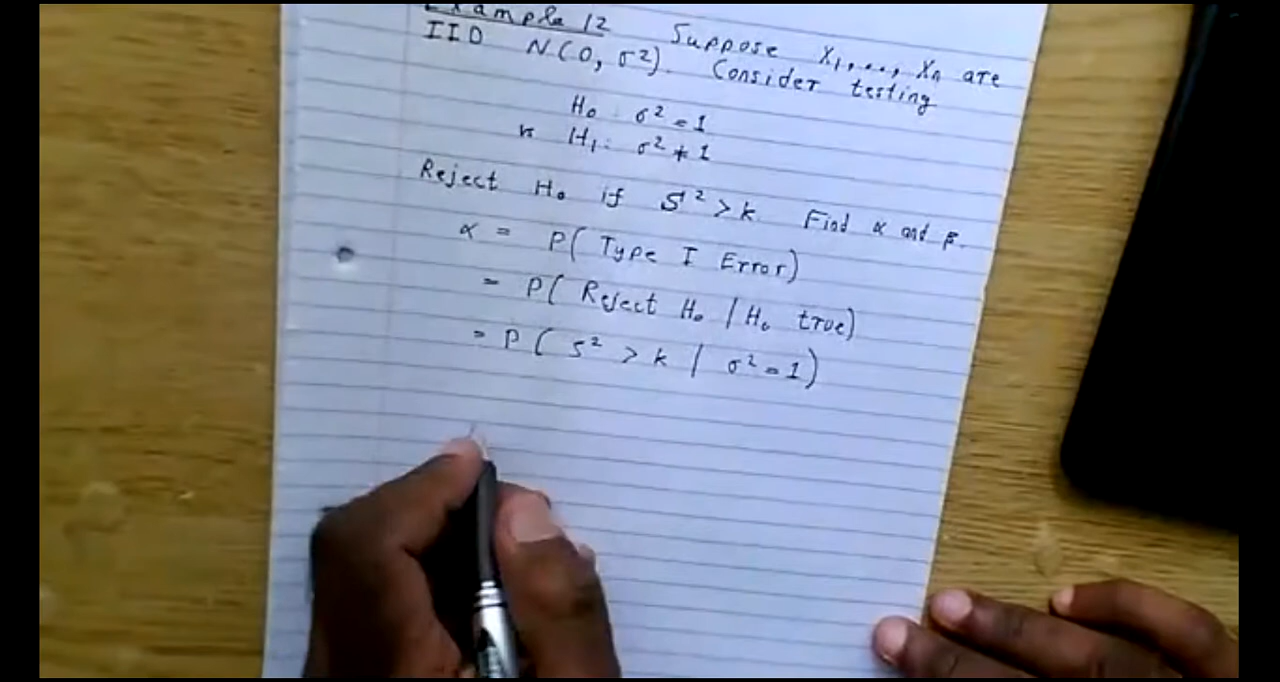 Example 12 Suppose X₁, ..., Xn are
IID N(0, σ²). Consider testing
H₀ : σ² = 1
vs H₁: σ² ≠ 1
Reject H₀ if S² > k. Find α and β.
α = P( Type I Error)
= P( Reject H₀ | H₀ true)
= P( S² > k | σ² = 1)